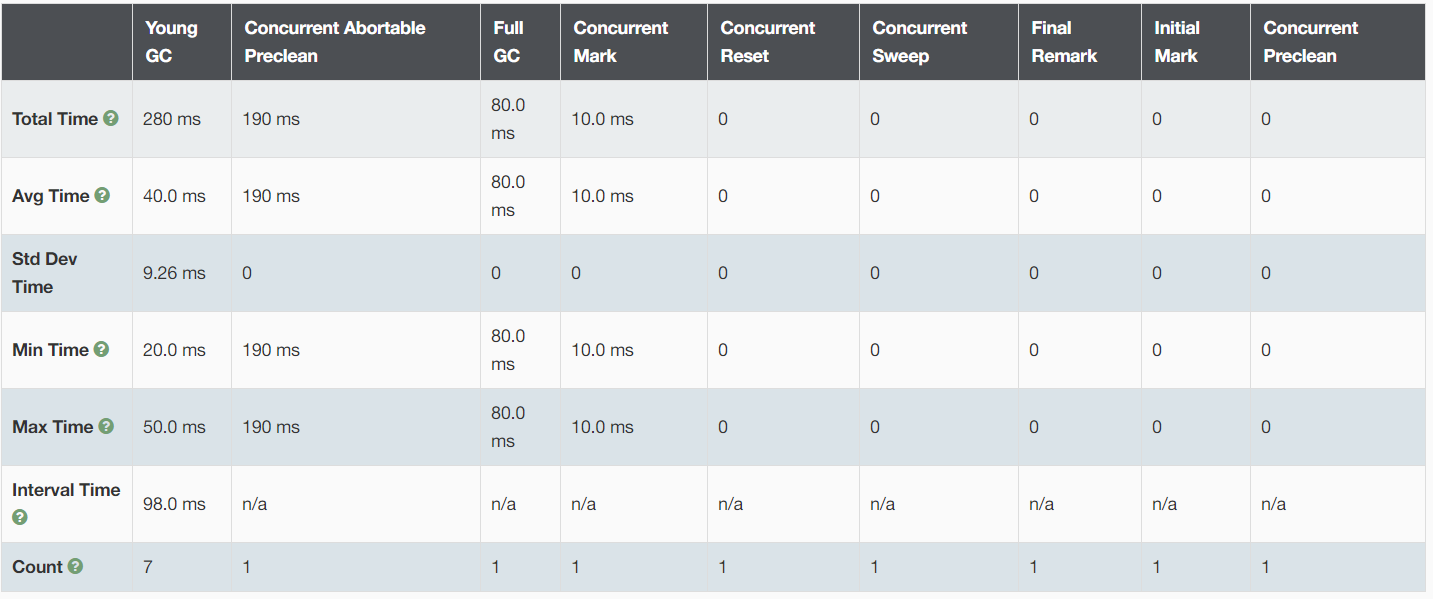 Young GC Concurrent Abortable Preclean Full GC Concurrent Mark Concurrent Reset Concurrent Sweep Final Remark Initial Mark Concurrent Preclean
Total Time ? 280 ms 190 ms 80.0 ms 10.0 ms 0 0 0 0 0
Avg Time ? 40.0 ms 190 ms 80.0 ms 10.0 ms 0 0 0 0 0
Std Dev Time 9.26 ms 0 0 0 0 0 0 0 0
Min Time ? 20.0 ms 190 ms 80.0 ms 10.0 ms 0 0 0 0 0
Max Time ? 50.0 ms 190 ms 80.0 ms 10.0 ms 0 0 0 0 0
Interval Time ? 98.0 ms n/a n/a n/a n/a n/a n/a n/a n/a
Count ? 7 1 1 1 1 1 1 1 1